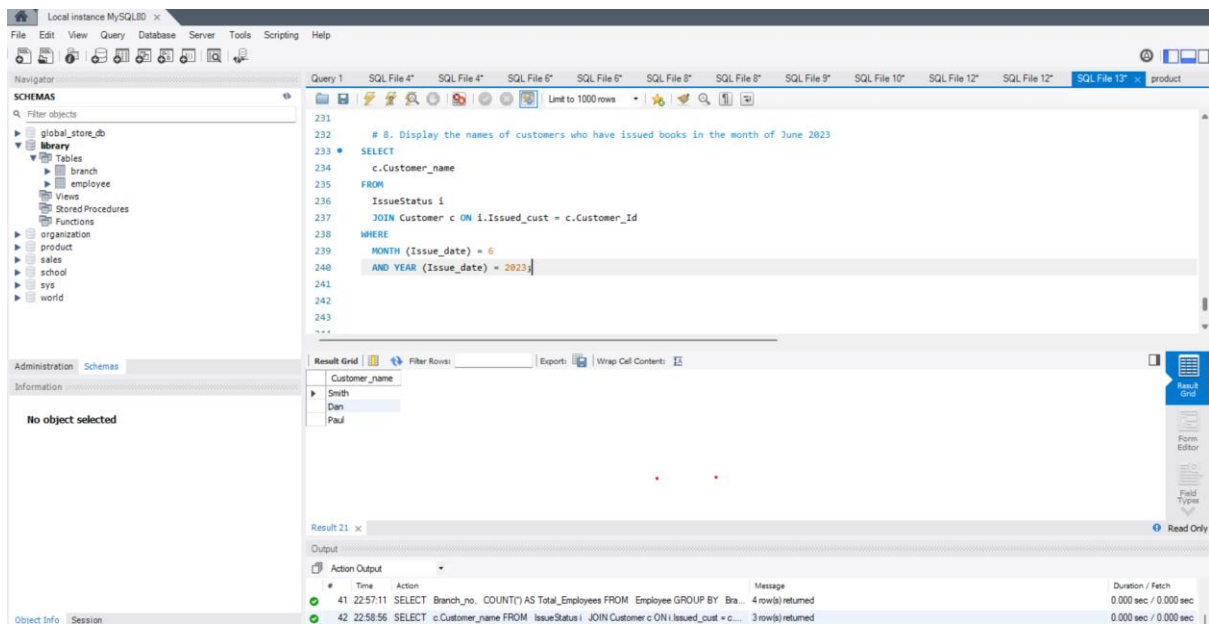 Local instance MySQL80 ×
File Edit View Query Database Server Tools Scripting Help
Navigator
SCHEMAS
Filter objects
global_store_db
library
Tables
branch
employee
Views
Stored Procedures
Functions
organization
product
sales
school
sys
world
Administration Schemas
Information
No object selected
Object Info Session
Query 1 SQL File 4* SQL File 4* SQL File 6* SQL File 6* SQL File 8* SQL File 8* SQL File 9* SQL File 10* SQL File 12* SQL File 12* SQL File 13* × product
Limit to 1000 rows
231
232 # 8. Display the names of customers who have issued books in the month of June 2023
233 SELECT
234 c.Customer_name
235 FROM
236 IssueStatus i
237 JOIN Customer c ON i.Issued_cust = c.Customer_Id
238 WHERE
239 MONTH (Issue_date) = 6
240 AND YEAR (Issue_date) = 2023;
241
242
243
Result Grid Filter Rows: Export: Wrap Cell Content:
Customer_name
Smith
Dan
Paul
Result Grid
Form Editor
Field Types
Result 21 × Read Only
Output
Action Output
# Time Action Message Duration / Fetch
41 22:57:11 SELECT Branch_no, COUNT(*) AS Total_Employees FROM Employee GROUP BY Bra... 4 row(s) returned 0.000 sec / 0.000 sec
42 22:58:56 SELECT c.Customer_name FROM IssueStatus i JOIN Customer c ON i.Issued_cust = c.... 3 row(s) returned 0.000 sec / 0.000 sec